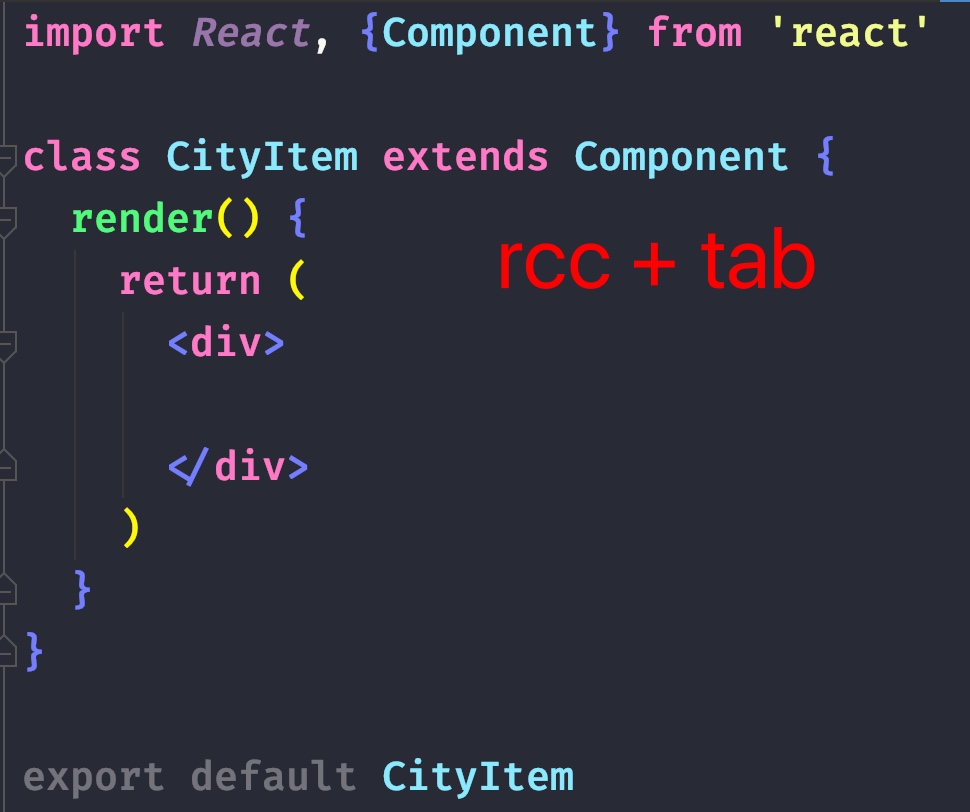 import React, {Component} from 'react'
class CityItem extends Component {
render() {
rcc + tab
return (
<div>
</div>
)
}
}
export default CityItem